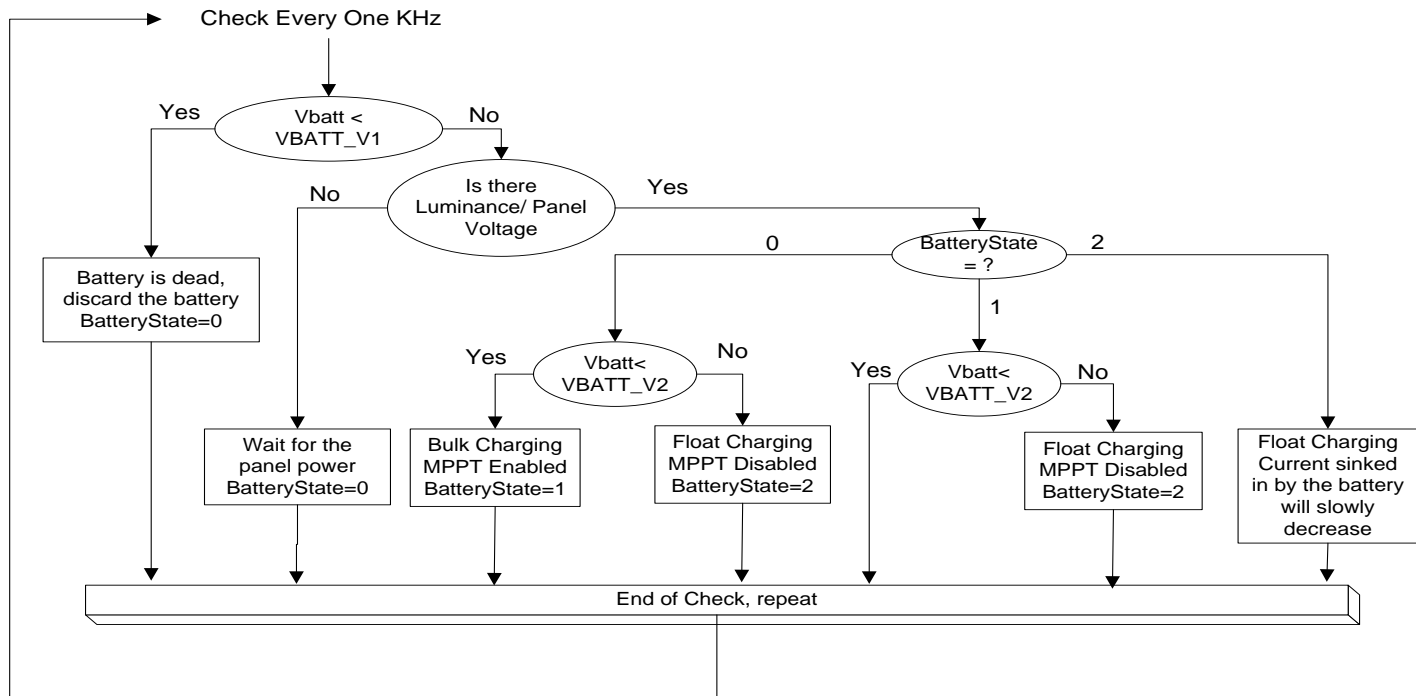 Check Every One KHz
Yes
Vbatt <
VBATT_V1
No
No
Is there
Luminance/ Panel
Voltage
Yes
0
BatteryState
= ?
2
Battery is dead,
discard the battery
BatteryState=0
1
Yes
Vbatt<
VBATT_V2
No
Yes
Vbatt<
VBATT_V2
No
Wait for the
panel power
BatteryState=0
Bulk Charging
MPPT Enabled
BatteryState=1
Float Charging
MPPT Disabled
BatteryState=2
Float Charging
MPPT Disabled
BatteryState=2
Float Charging
Current sinked
in by the battery
will slowly
decrease
End of Check, repeat